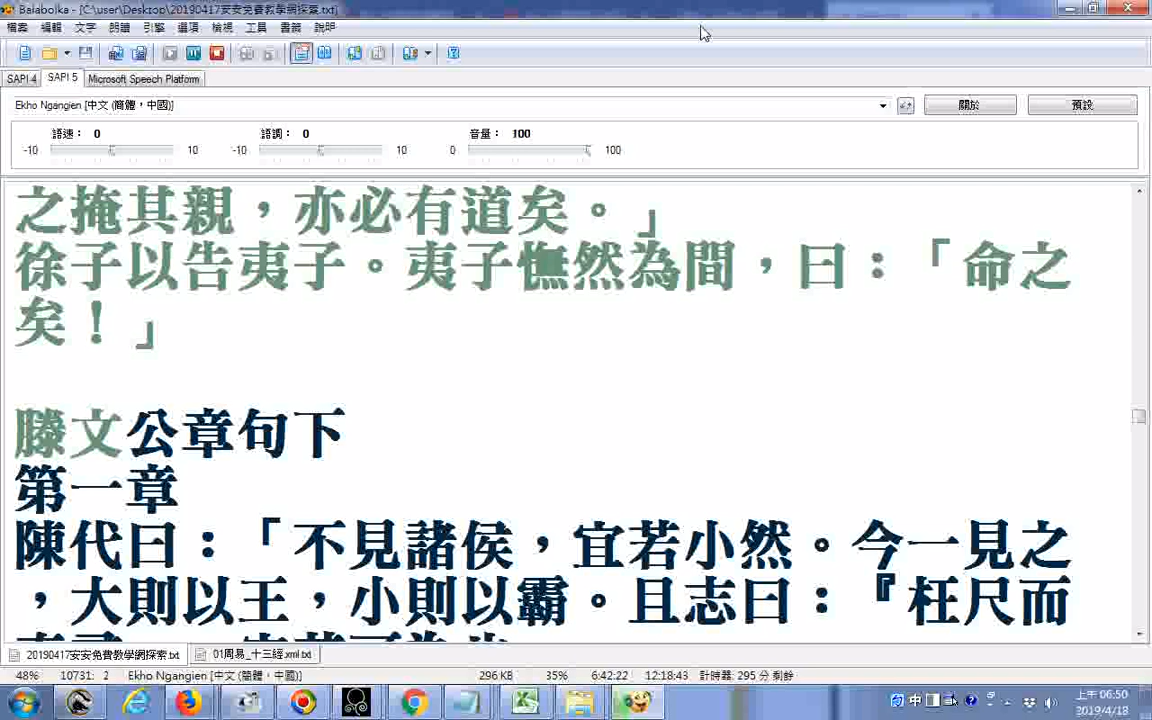 Balabolka - [C:\user\Desktop\20190417安安免費教學網探索.txt]
檔案 編輯 文字 朗讀 引擎 選項 檢視 工具 書籤 說明
SAPI 4 SAPI 5 Microsoft Speech Platform
Ekho Ngangien [中文 (簡體，中國)] 關於 預設
語速： 0 語調： 0 音量： 100
-10 10 -10 10 0 100
之掩其親，亦必有道矣。」
徐子以告夷子。夷子憮然為間，曰：「命之
矣！」
滕文公章句下
第一章
陳代曰：「不見諸侯，宜若小然。今一見之
，大則以王，小則以霸。且志曰：『枉尺而
20190417安安免費教學網探索.txt 01周易_十三經.xml.txt
48% 10731: 2 Ekho Ngangien [中文 (簡體，中國)] 296 KB 35% 6:42:22 12:18:43 計時器: 295 分 剩餘
中 上午 06:50
2019/4/18